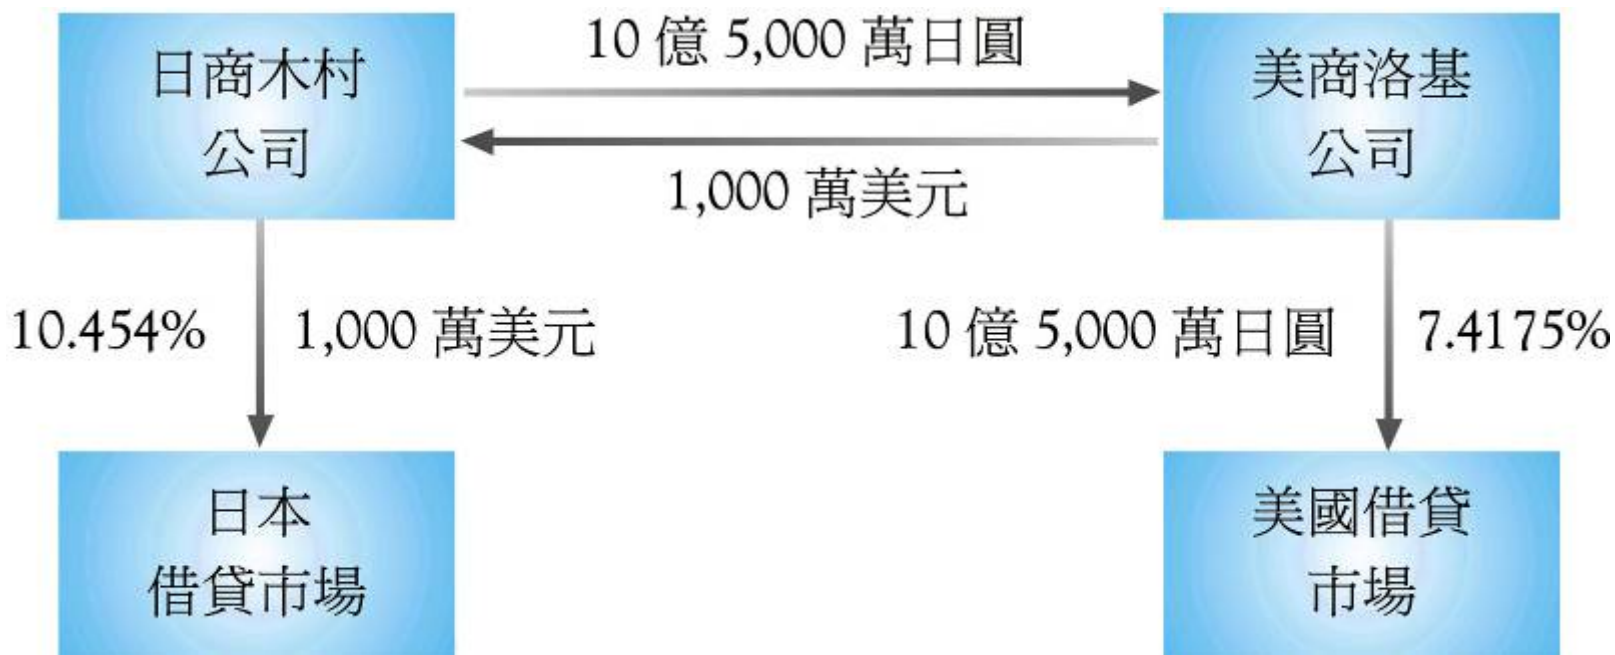 日商木村
公司
10 億 5,000 萬日圓
1,000 萬美元
美商洛基
公司
10.454%
1,000 萬美元
10 億 5,000 萬日圓
7.4175%
日本
借貸市場
美國借貸
市場